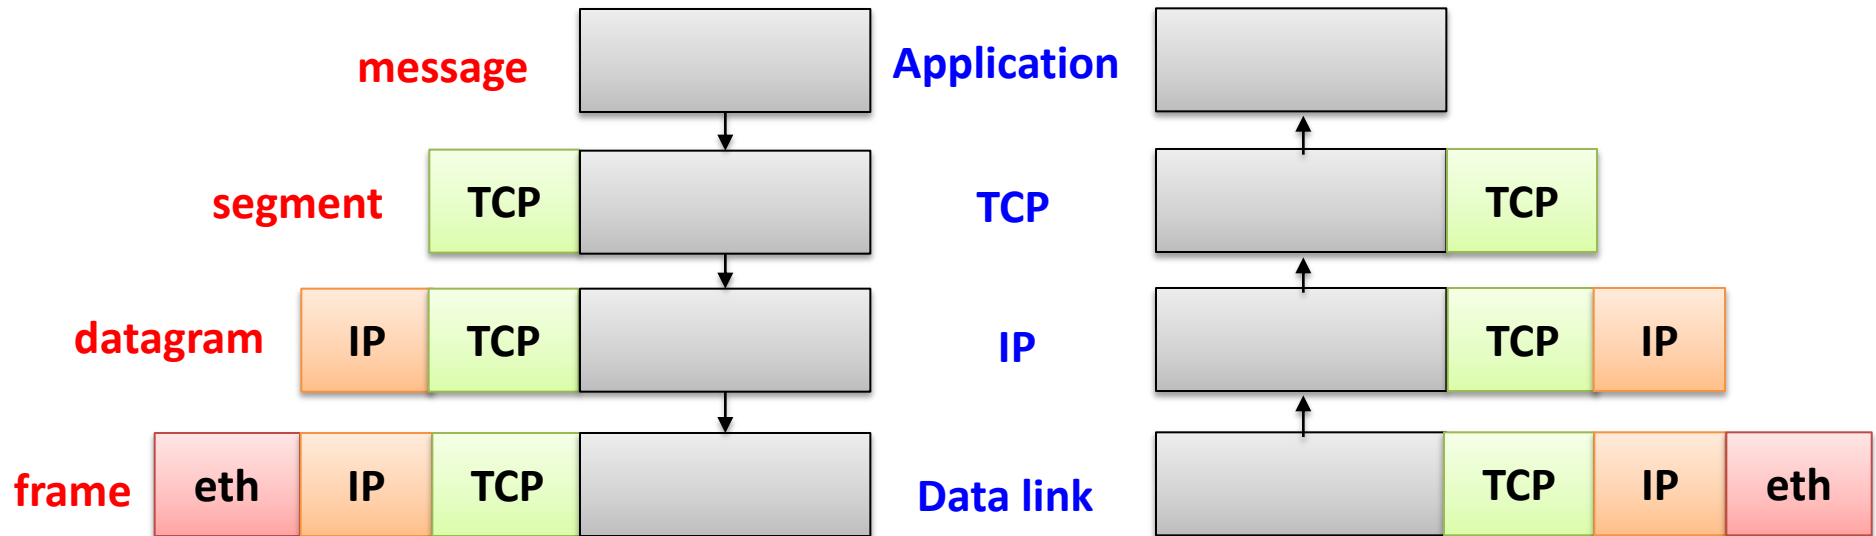 message Application
segment TCP TCP TCP
datagram IP TCP IP TCP IP
frame eth IP TCP Data link TCP IP eth